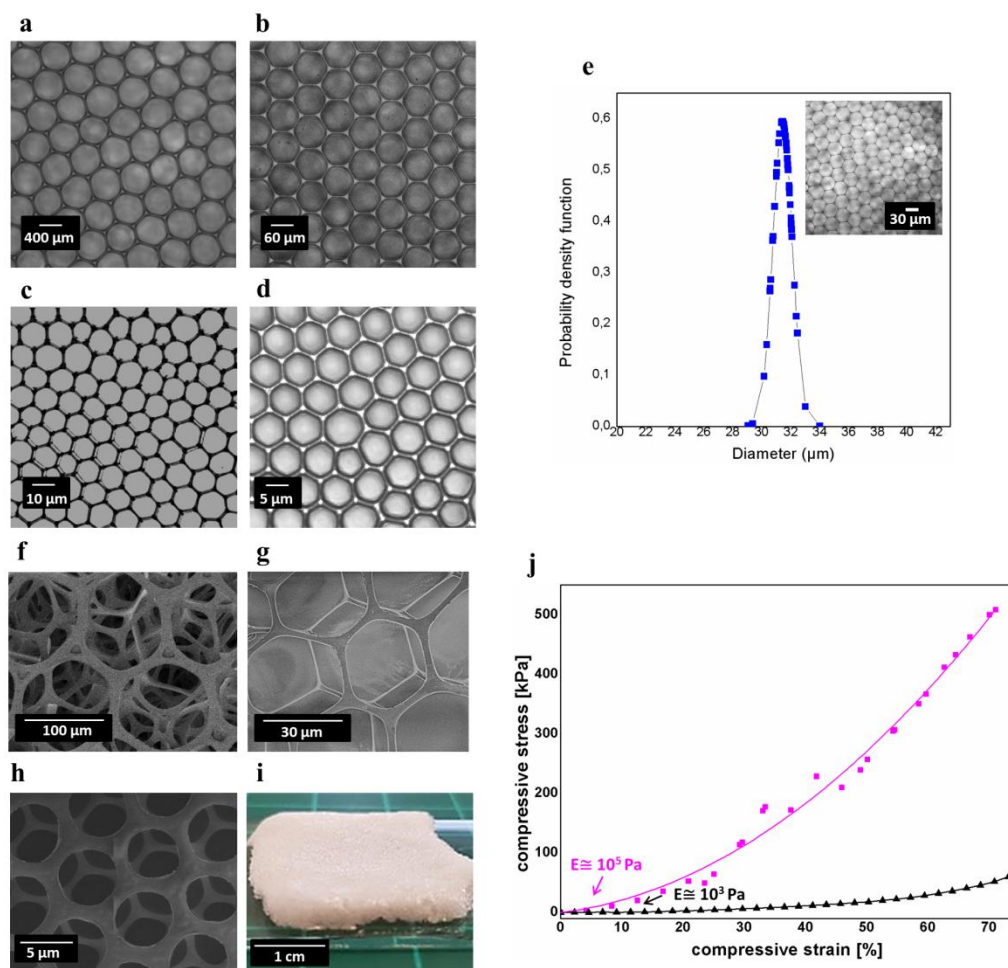 a
b
400 µm
60 µm
c
d
10 µm
5 µm
e
0,6
0,5
0,4
0,3
0,2
0,1
0,0
20 22 24 26 28 30 32 34 36 38 40 42
Probability density function
Diameter (µm)
30 µm
f
g
100 µm
30 µm
h
i
5 µm
1 cm
j
500
400
300
200
100
0
0 10 20 30 40 50 60 70
compressive stress [kPa]
compressive strain [%]
E≅ 10⁵ Pa
E≅ 10³ Pa